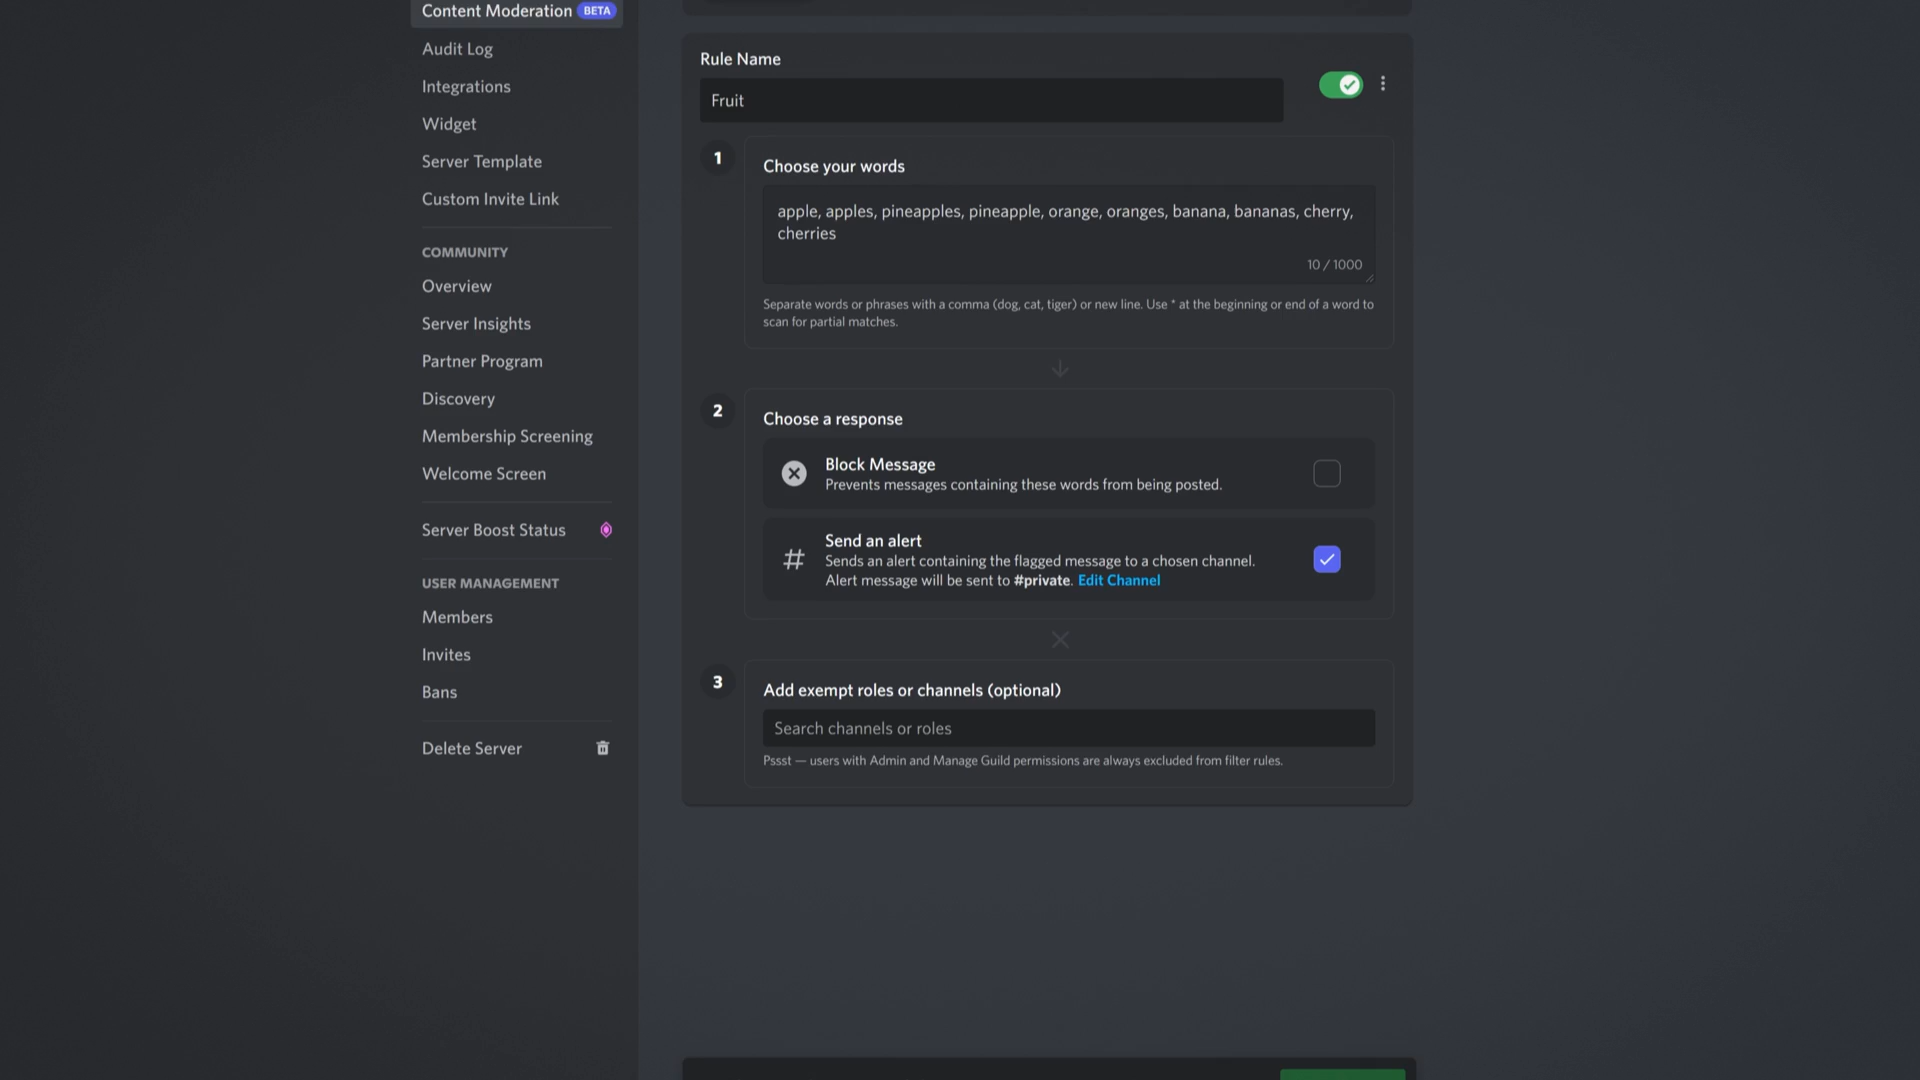 Content Moderation BETA
Audit Log
Integrations
Widget
Server Template
Custom Invite Link
COMMUNITY
Overview
Server Insights
Partner Program
Discovery
Membership Screening
Welcome Screen
Server Boost Status
USER MANAGEMENT
Members
Invites
Bans
Delete Server
Rule Name
Fruit
1
Choose your words
apple, apples, pineapples, pineapple, orange, oranges, banana, bananas, cherry,
cherries
10 / 1000
Separate words or phrases with a comma (dog, cat, tiger) or new line. Use * at the beginning or end of a word to
scan for partial matches.
2
Choose a response
Block Message
Prevents messages containing these words from being posted.
Send an alert
Sends an alert containing the flagged message to a chosen channel.
Alert message will be sent to #private. Edit Channel
3
Add exempt roles or channels (optional)
Search channels or roles
Pssst — users with Admin and Manage Guild permissions are always excluded from filter rules.